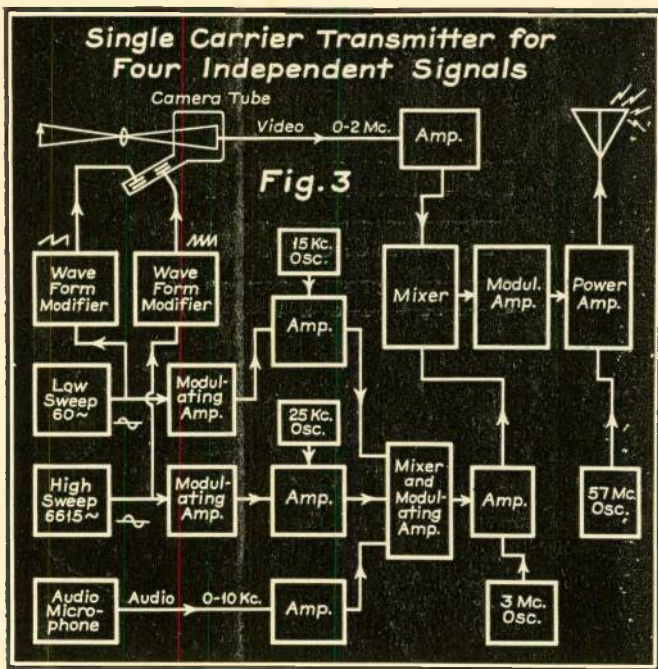 Single Carrier Transmitter for
Four Independent Signals
Camera Tube
Video 0-2 Mc.
Amp.
Fig. 3
15 Kc.
Osc.
Wave
Form
Modifier
Wave
Form
Modifier
Amp.
Mixer
Modul.
Amp.
Power
Amp.
Low
Sweep
60~
Modul-
ating
Amp.
25 Kc.
Osc.
High
Sweep
6615~
Modul-
ating
Amp.
Amp.
Mixer
and
Modulating
Amp.
Amp.
57 Mc.
Osc.
Audio
Micro-
phone
Audio 0-10 Kc.
Amp.
3 Mc.
Osc.